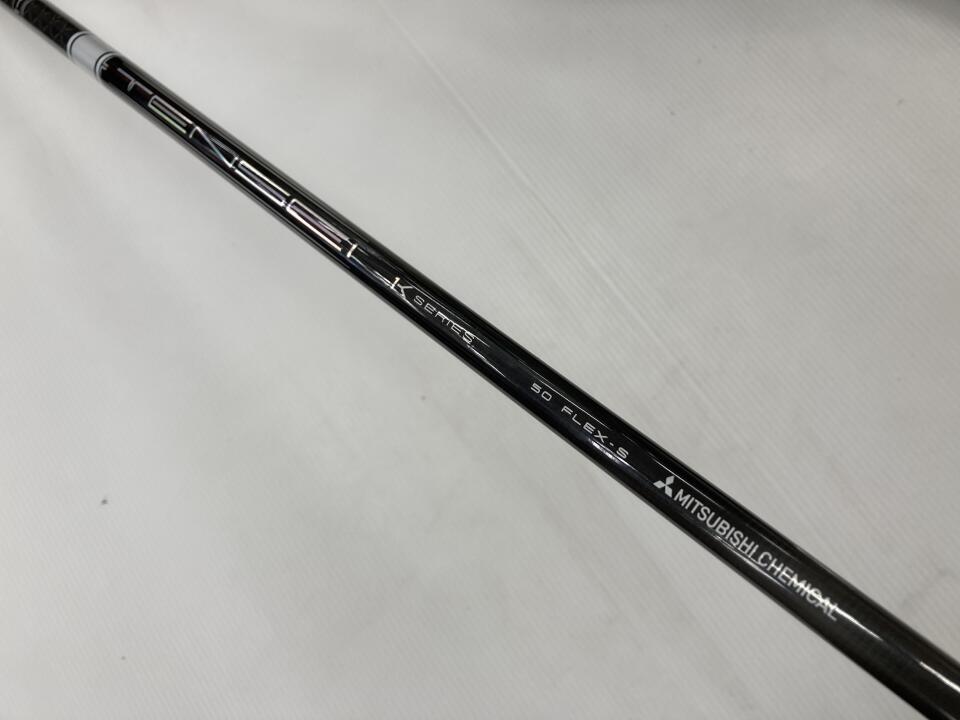 TENSEI
1K SERIES
50 FLEX-S
MITSUBISHI CHEMICAL